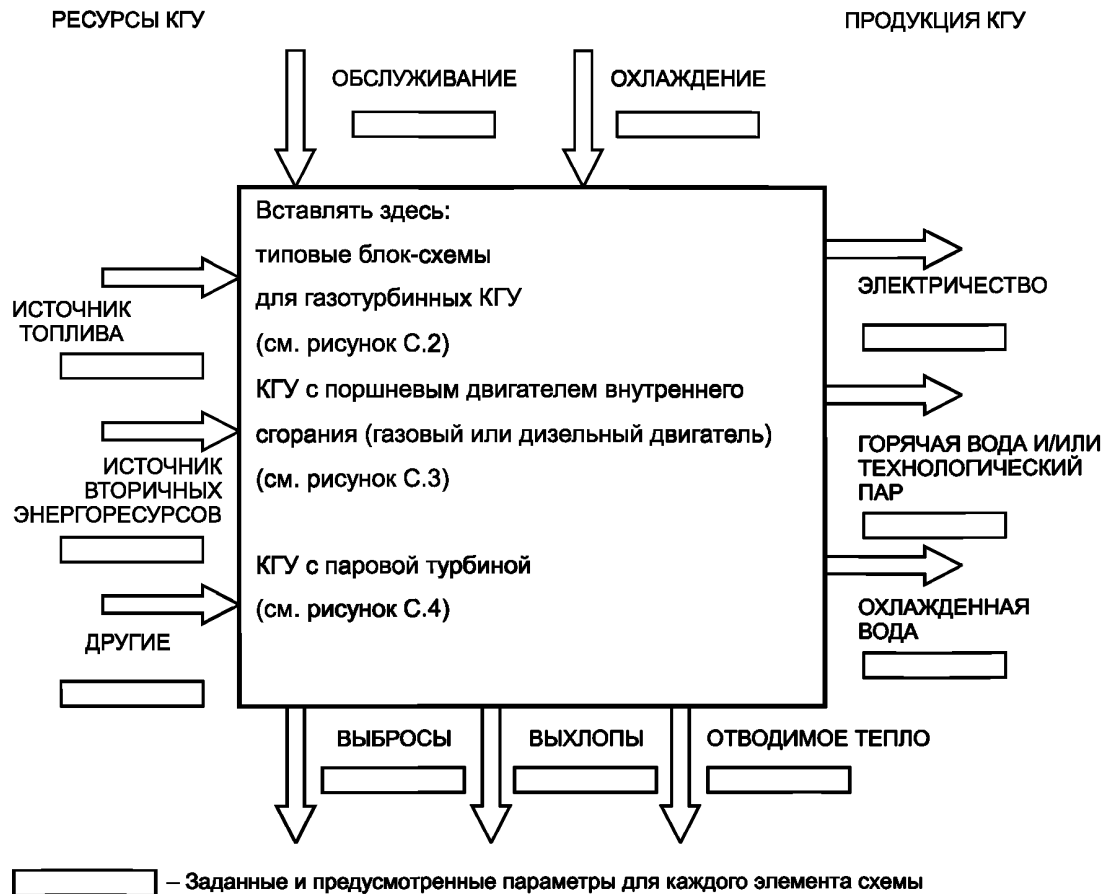 РЕСУРСЫ КГУ
ПРОДУКЦИЯ КГУ
ОБСЛУЖИВАНИЕ
ОХЛАЖДЕНИЕ
Вставлять здесь:
типовые блок-схемы
для газотурбинных КГУ
(см. рисунок С.2)
КГУ с поршневым двигателем внутреннего
сгорания (газовый или дизельный двигатель)
(см. рисунок С.3)
КГУ с паровой турбиной
(см. рисунок С.4)
ИСТОЧНИК
ТОПЛИВА
ИСТОЧНИК
ВТОРИЧНЫХ
ЭНЕРГОРЕСУРСОВ
ДРУГИЕ
ЭЛЕКТРИЧЕСТВО
ГОРЯЧАЯ ВОДА И/ИЛИ
ТЕХНОЛОГИЧЕСКИЙ
ПАР
ОХЛАЖДЕННАЯ
ВОДА
ВЫБРОСЫ
ВЫХЛОПЫ
ОТВОДИМОЕ ТЕПЛО
– Заданные и предусмотренные параметры для каждого элемента схемы